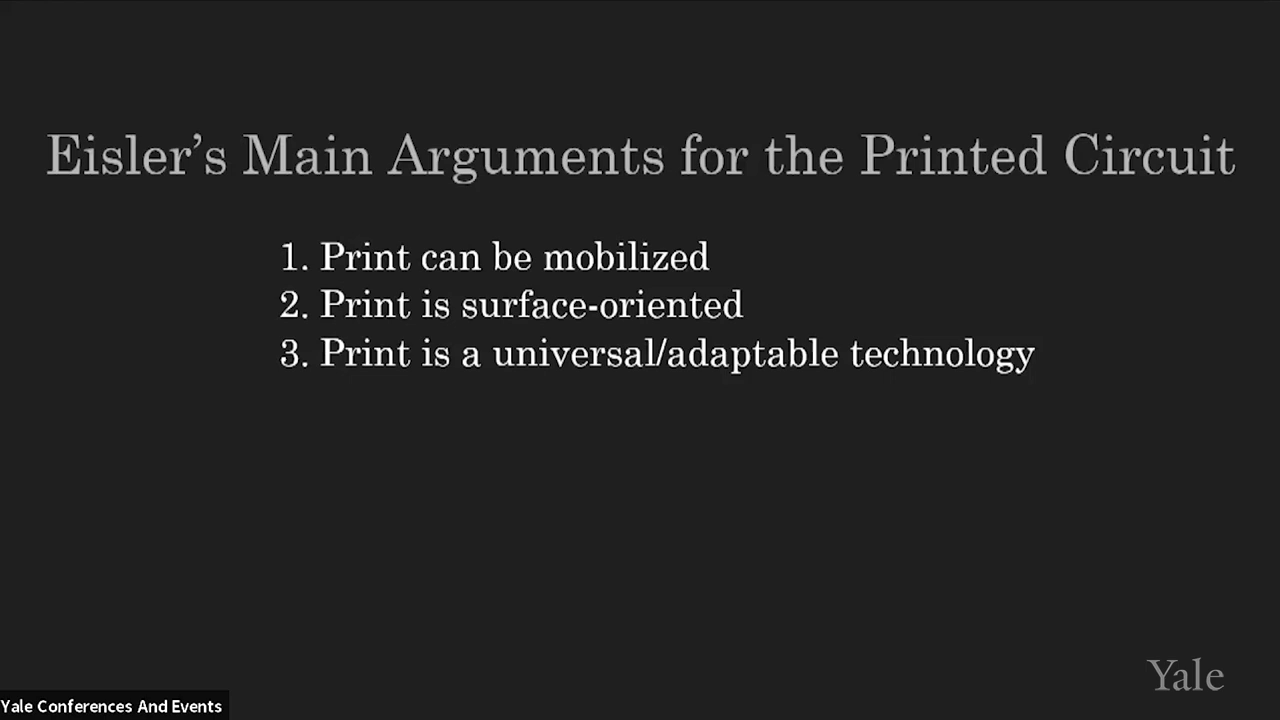 Eisler’s Main Arguments for the Printed Circuit
1. Print can be mobilized
2. Print is surface-oriented
3. Print is a universal/adaptable technology
Yale
Yale Conferences And Events